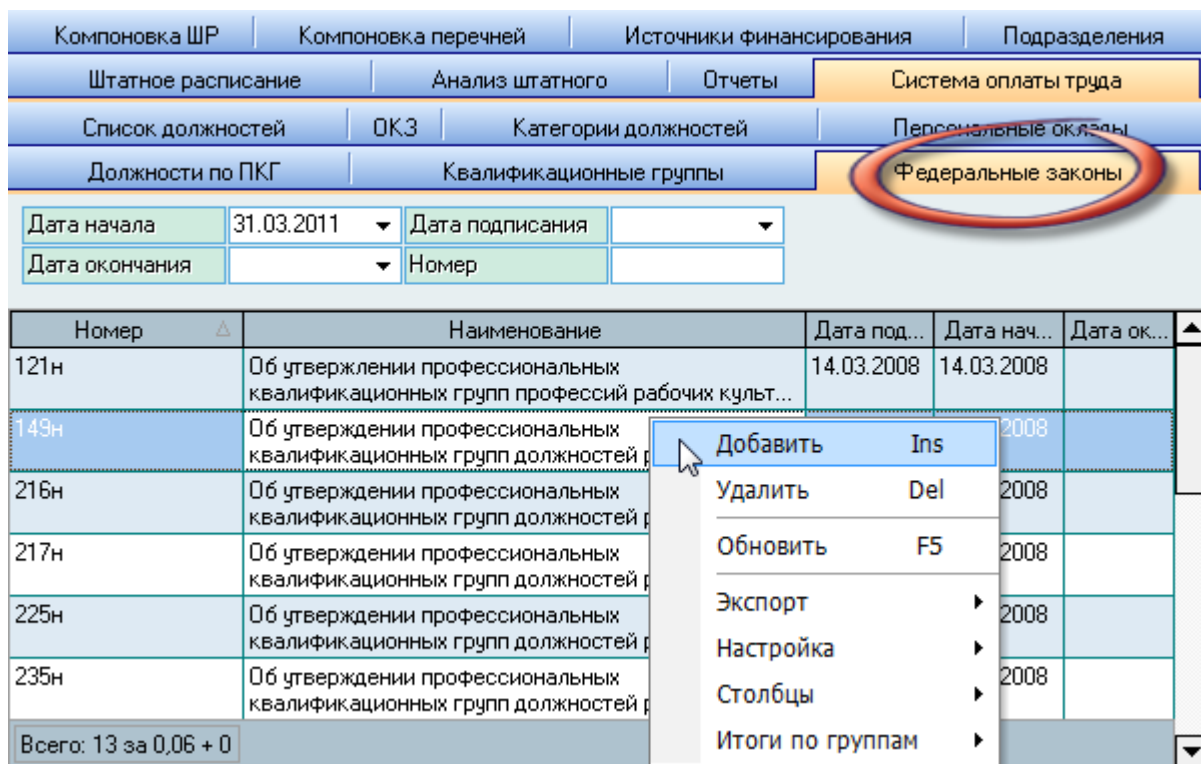 Компоновка ШР Компоновка перечней Источники финансирования Подразделения
Штатное расписание Анализ штатного Отчеты Система оплаты труда
Список должностей ОКЗ Категории должностей Персональные оклады
Должности по ПКГ Квалификационные группы Федеральные законы
Дата начала 31.03.2011 Дата подписания
Дата окончания Номер
Номер Наименование Дата под... Дата нач... Дата ок...
121н Об утверждении профессиональных 14.03.2008 14.03.2008
квалификационных групп профессий рабочих культ...
149н Об утверждении профессиональных 2008
квалификационных групп должностей р
Добавить Ins
216н Об утверждении профессиональных 2008
квалификационных групп должностей р
Удалить Del
217н Об утверждении профессиональных 2008
квалификационных групп должностей р
Обновить F5
225н Об утверждении профессиональных 2008
квалификационных групп должностей р
Экспорт
Настройка
235н Об утверждении профессиональных 2008
квалификационных групп должностей р
Столбцы
Всего: 13 за 0,06 + 0
Итоги по группам